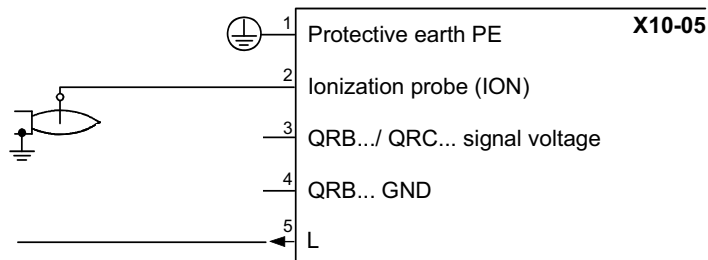 X10-05
1 Protective earth PE
2 Ionization probe (ION)
3 QRB.../ QRC... signal voltage
4 QRB... GND
5 L